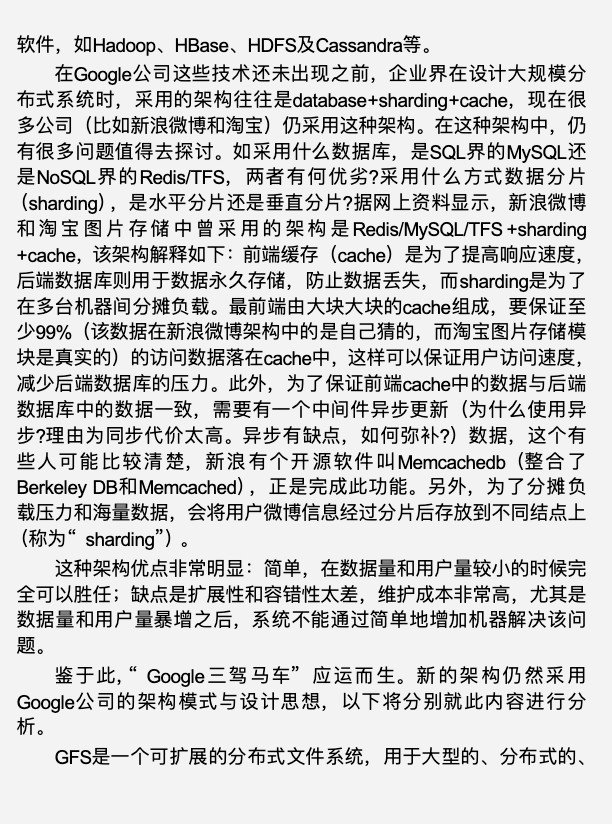 软件，如Hadoop、HBase、HDFS及Cassandra等。
在Google公司这些技术还未出现之前，企业界在设计大规模分
布式系统时，采用的架构往往是database+sharding+cache，现在很
多公司（比如新浪微博和淘宝）仍采用这种架构。在这种架构中，仍
有很多问题值得去探讨。如采用什么数据库，是SQL界的MySQL还
是NoSQL界的Redis/TFS，两者有何优劣?采用什么方式数据分片
（sharding），是水平分片还是垂直分片?据网上资料显示，新浪微博
和淘宝图片存储中曾采用的架构是Redis/MySQL/TFS +sharding
+cache，该架构解释如下：前端缓存（cache）是为了提高响应速度，
后端数据库则用于数据永久存储，防止数据丢失，而sharding是为了
在多台机器间分摊负载。最前端由大块大块的cache组成，要保证至
少99%（该数据在新浪微博架构中的是自己猜的，而淘宝图片存储模
块是真实的）的访问数据落在cache中，这样可以保证用户访问速度，
减少后端数据库的压力。此外，为了保证前端cache中的数据与后端
数据库中的数据一致，需要有一个中间件异步更新（为什么使用异
步?理由为同步代价太高。异步有缺点，如何弥补?）数据，这个有
些人可能比较清楚，新浪有个开源软件叫Memcachedb（整合了
Berkeley DB和Memcached），正是完成此功能。另外，为了分摊负
载压力和海量数据，会将用户微博信息经过分片后存放到不同结点上
（称为“ sharding”）。
这种架构优点非常明显：简单，在数据量和用户量较小的时候完
全可以胜任；缺点是扩展性和容错性太差，维护成本非常高，尤其是
数据量和用户量暴增之后，系统不能通过简单地增加机器解决该问
题。
鉴于此，“ Google三驾马车” 应运而生。新的架构仍然采用
Google公司的架构模式与设计思想，以下将分别就此内容进行分
析。
GFS是一个可扩展的分布式文件系统，用于大型的、分布式的、